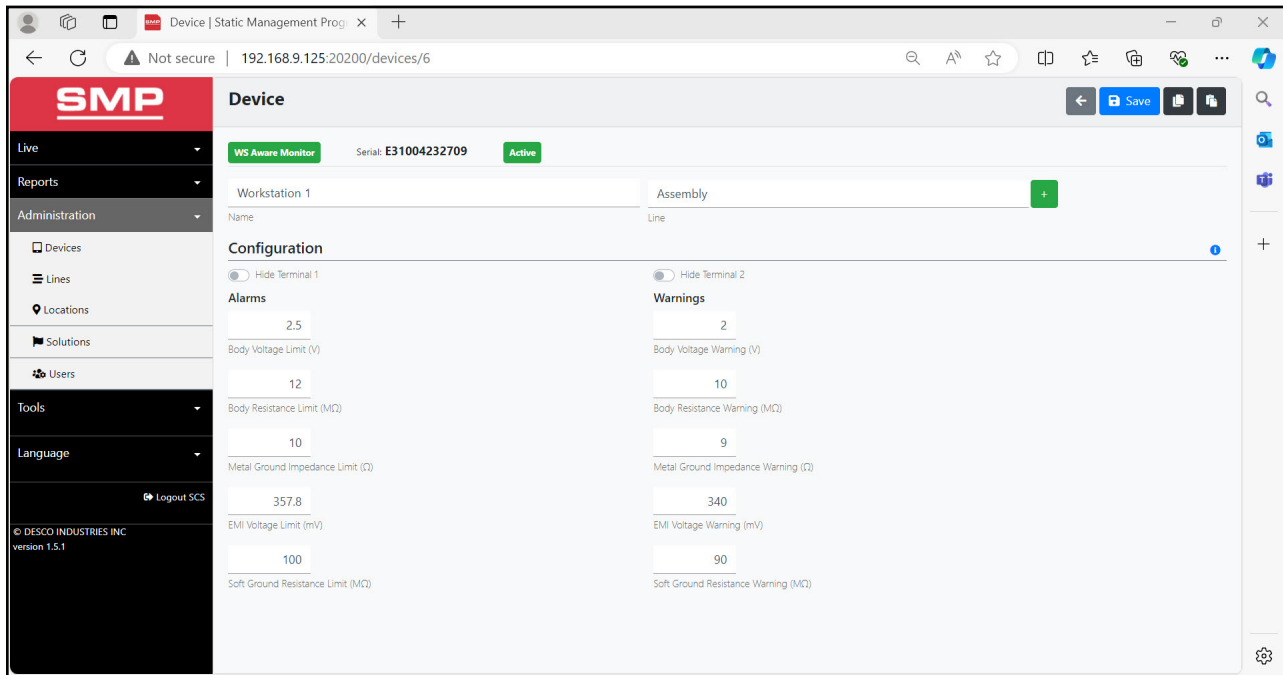 SMP Device | Static Management Prog
Not secure | 192.168.9.125:20200/devices/6
SMP
Live
Reports
Administration
Devices
Lines
Locations
Solutions
Users
Tools
Language
Logout SCS
© DESCO INDUSTRIES INC
version 1.5.1
Device
Save
WS Aware Monitor Serial: E31004232709 Active
Workstation 1 Assembly +
Name Line
Configuration
Hide Terminal 1 Hide Terminal 2
Alarms Warnings
2.5 2
Body Voltage Limit (V) Body Voltage Warning (V)
12 10
Body Resistance Limit (MΩ) Body Resistance Warning (MΩ)
10 9
Metal Ground Impedance Limit (Ω) Metal Ground Impedance Warning (Ω)
357.8 340
EMI Voltage Limit (mV) EMI Voltage Warning (mV)
100 90
Soft Ground Resistance Limit (MΩ) Soft Ground Resistance Warning (MΩ)